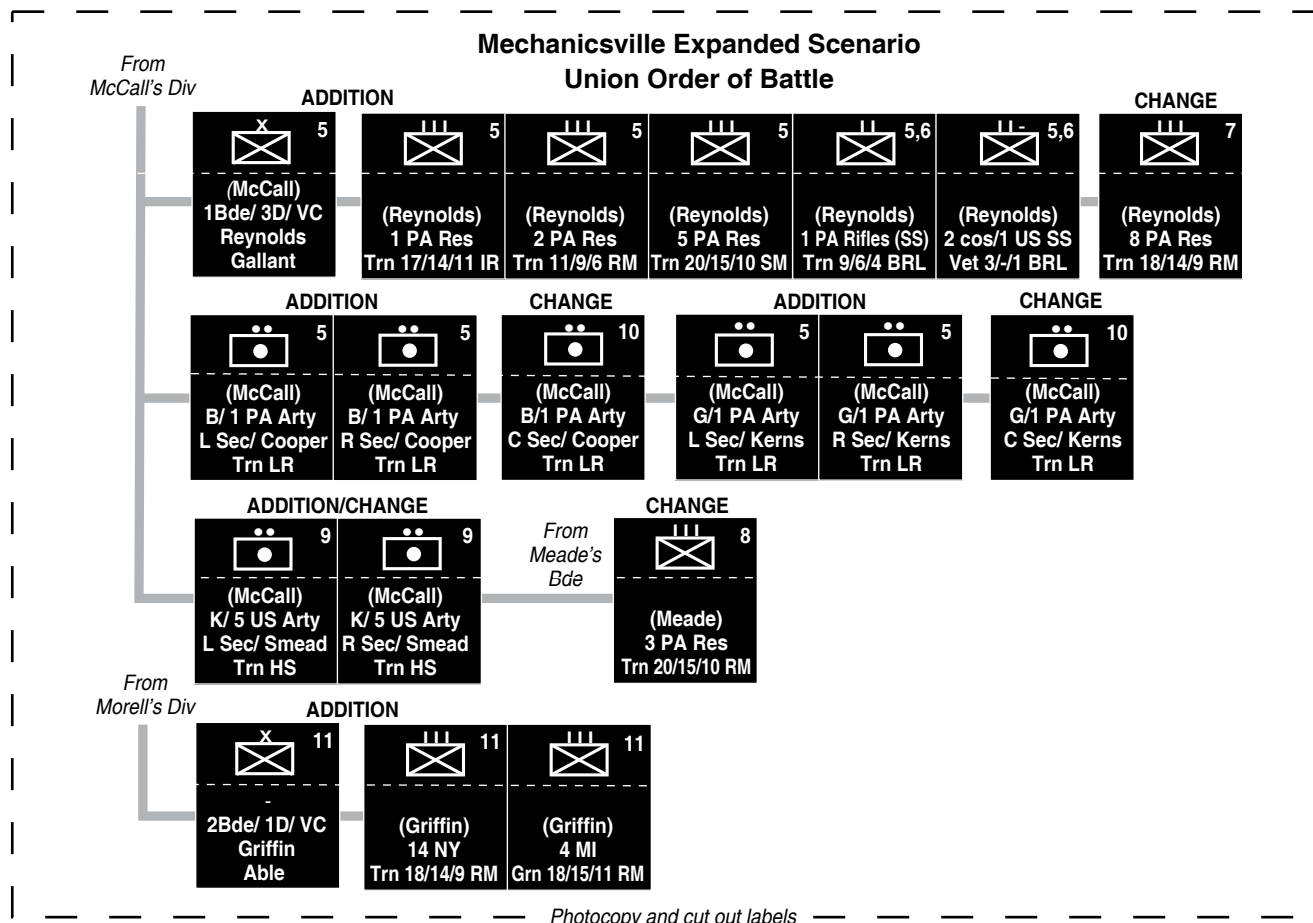 Mechanicsville Expanded Scenario
Union Order of Battle
From
McCall's Div
ADDITION
CHANGE
X 5
(McCall)
1Bde/ 3D/ VC
Reynolds
Gallant
III 5
(Reynolds)
1 PA Res
Trn 17/14/11 IR
III 5
(Reynolds)
2 PA Res
Trn 11/9/6 RM
III 5
(Reynolds)
5 PA Res
Trn 20/15/10 SM
II 5,6
(Reynolds)
1 PA Rifles (SS)
Trn 9/6/4 BRL
II- 5,6
(Reynolds)
2 cos/1 US SS
Vet 3/-/1 BRL
III 7
(Reynolds)
8 PA Res
Trn 18/14/9 RM
ADDITION
CHANGE
ADDITION
CHANGE
5
(McCall)
B/ 1 PA Arty
L Sec/ Cooper
Trn LR
5
(McCall)
B/ 1 PA Arty
R Sec/ Cooper
Trn LR
10
(McCall)
B/1 PA Arty
C Sec/ Cooper
Trn LR
5
(McCall)
G/1 PA Arty
L Sec/ Kerns
Trn LR
5
(McCall)
G/1 PA Arty
R Sec/ Kerns
Trn LR
10
(McCall)
G/1 PA Arty
C Sec/ Kerns
Trn LR
ADDITION/CHANGE
CHANGE
9
(McCall)
K/ 5 US Arty
L Sec/ Smead
Trn HS
9
(McCall)
K/ 5 US Arty
R Sec/ Smead
Trn HS
From
Meade's
Bde
III 8
(Meade)
3 PA Res
Trn 20/15/10 RM
From
Morell's Div
ADDITION
X 11
-
2Bde/ 1D/ VC
Griffin
Able
III 11
(Griffin)
14 NY
Trn 18/14/9 RM
III 11
(Griffin)
4 MI
Grn 18/15/11 RM
Photocopy and cut out labels